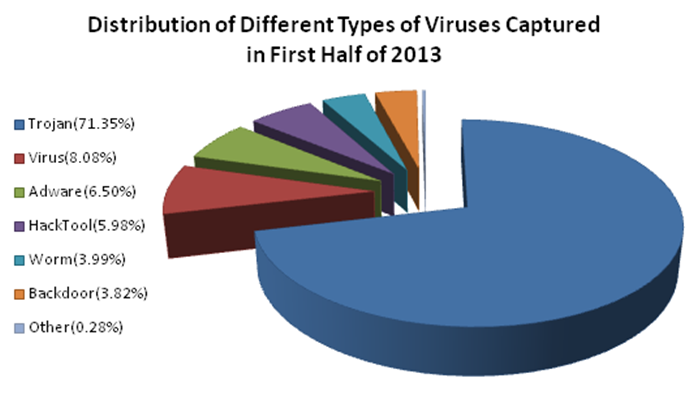 Distribution of Different Types of Viruses Captured
in First Half of 2013
Trojan(71.35%)
Virus(8.08%)
Adware(6.50%)
HackTool(5.98%)
Worm(3.99%)
Backdoor(3.82%)
Other(0.28%)